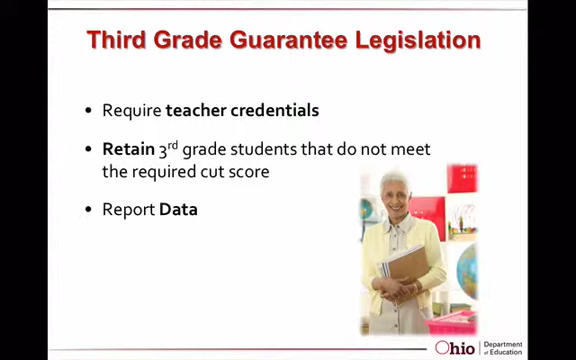 Third Grade Guarantee Legislation
• Require teacher credentials
• Retain 3rd grade students that do not meet
the required cut score
• Report Data
Ohio
Department
of Education